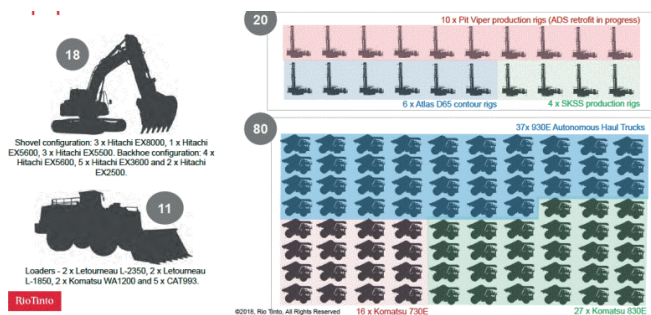 18
Shovel configuration: 3 x Hitachi EX8000, 1 x Hitachi
EX5600, 3 x Hitachi EX5500. Backhoe configuration: 4 x
Hitachi EX5600, 5 x Hitachi EX3600 and 2 x Hitachi
EX2500.
11
Loaders - 2 x Letourneau L-2350, 2 x Letourneau
L-1850, 2 x Komatsu WA1200 and 5 x CAT993.
RioTinto
20
10 x Pit Viper production rigs (ADS retrofit in progress)
6 x Atlas D65 contour rigs
4 x SKSS production rigs
80
37x 930E Autonomous Haul Trucks
16 x Komatsu 730E
27 x Komatsu 830E
©2018, Rio Tinto, All Rights Reserved